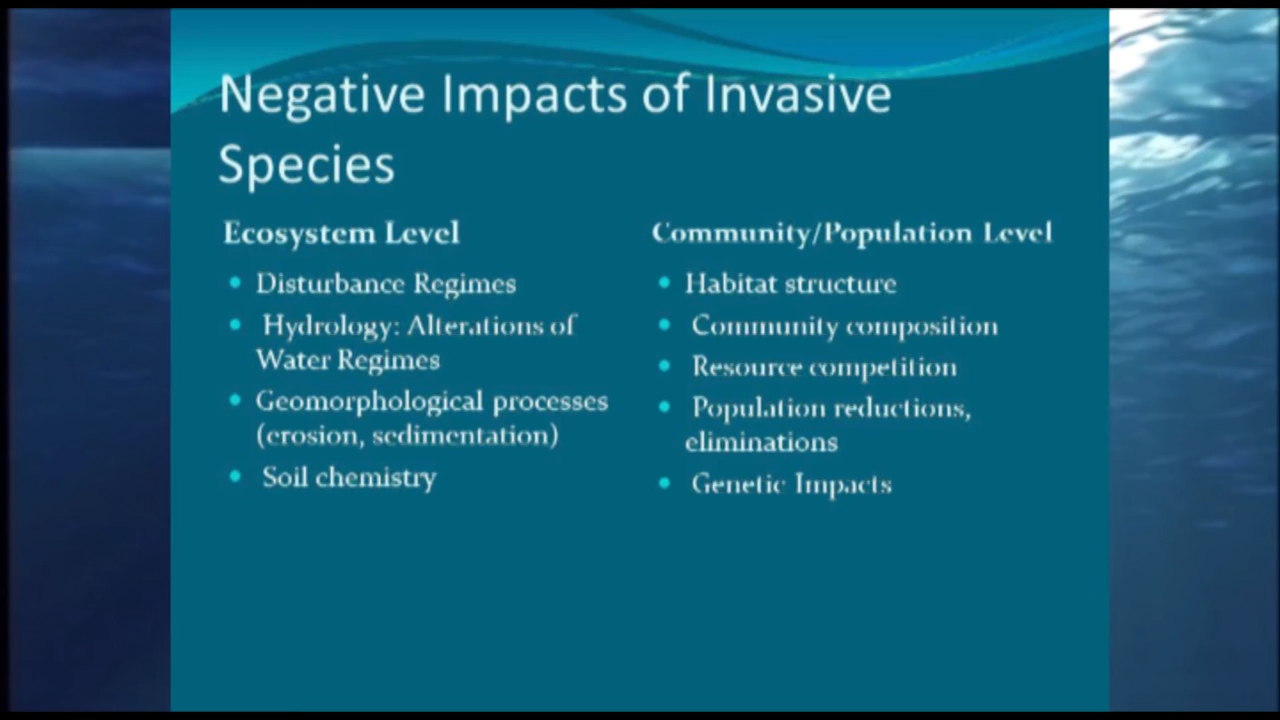 Negative Impacts of Invasive
Species
Ecosystem Level
• Disturbance Regimes
• Hydrology: Alterations of
Water Regimes
• Geomorphological processes
(erosion, sedimentation)
• Soil chemistry
Community/Population Level
• Habitat structure
• Community composition
• Resource competition
• Population reductions,
eliminations
• Genetic Impacts